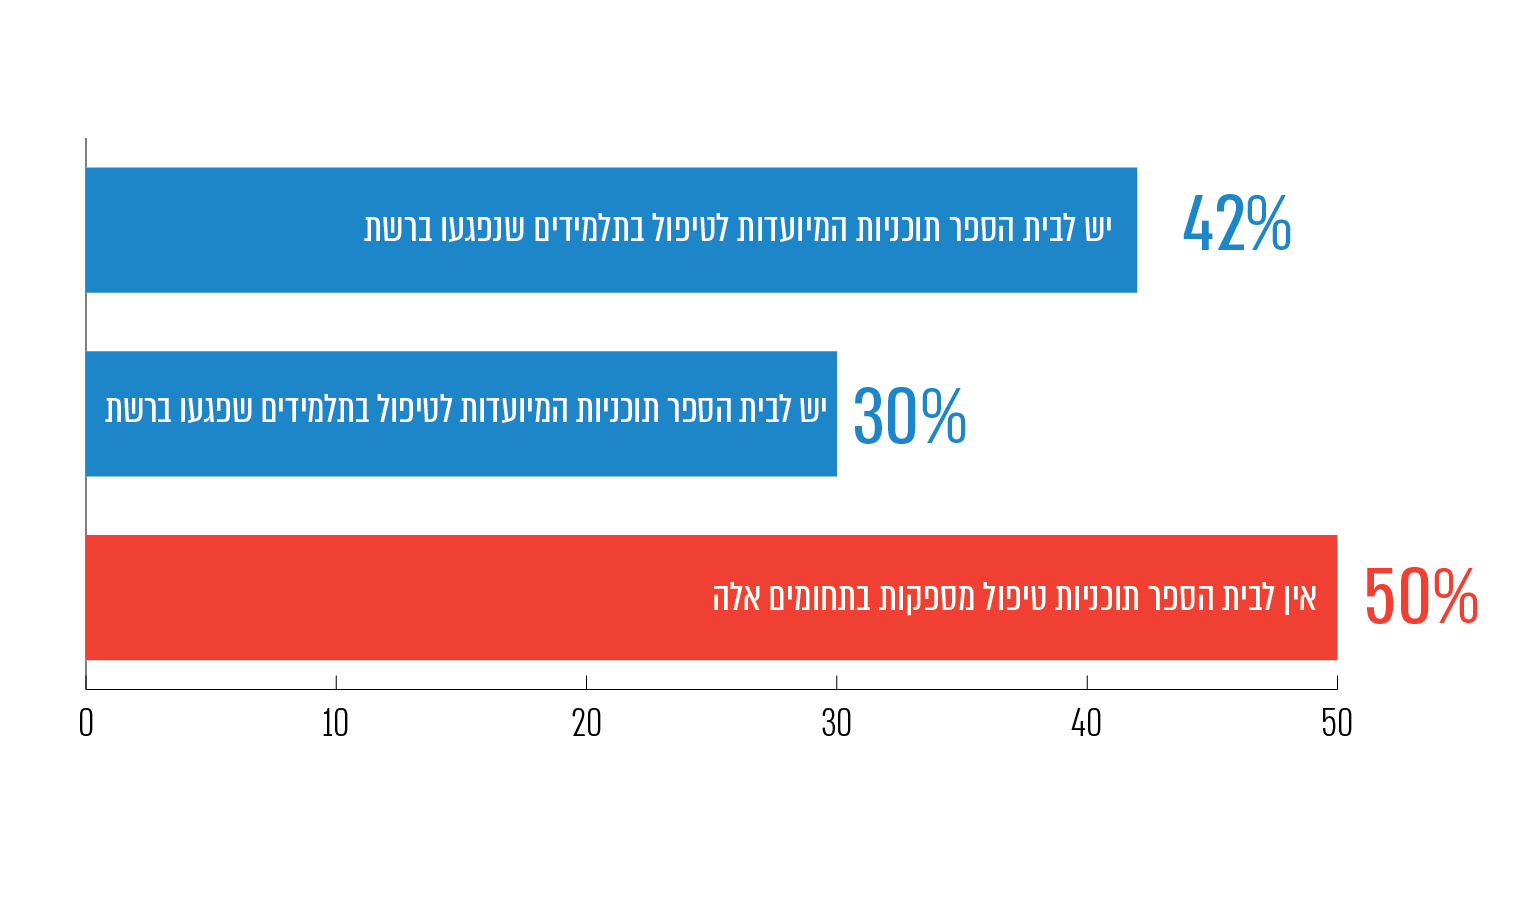 יש לבית הספר תוכניות המיועדות לטיפול בתלמידים שנפגעו ברשת
42%
יש לבית הספר תוכניות המיועדות לטיפול בתלמידים שפגעו ברשת
30%
אין לבית הספר תוכניות טיפול מספקות בתחומים אלה
50%
0 10 20 30 40 50